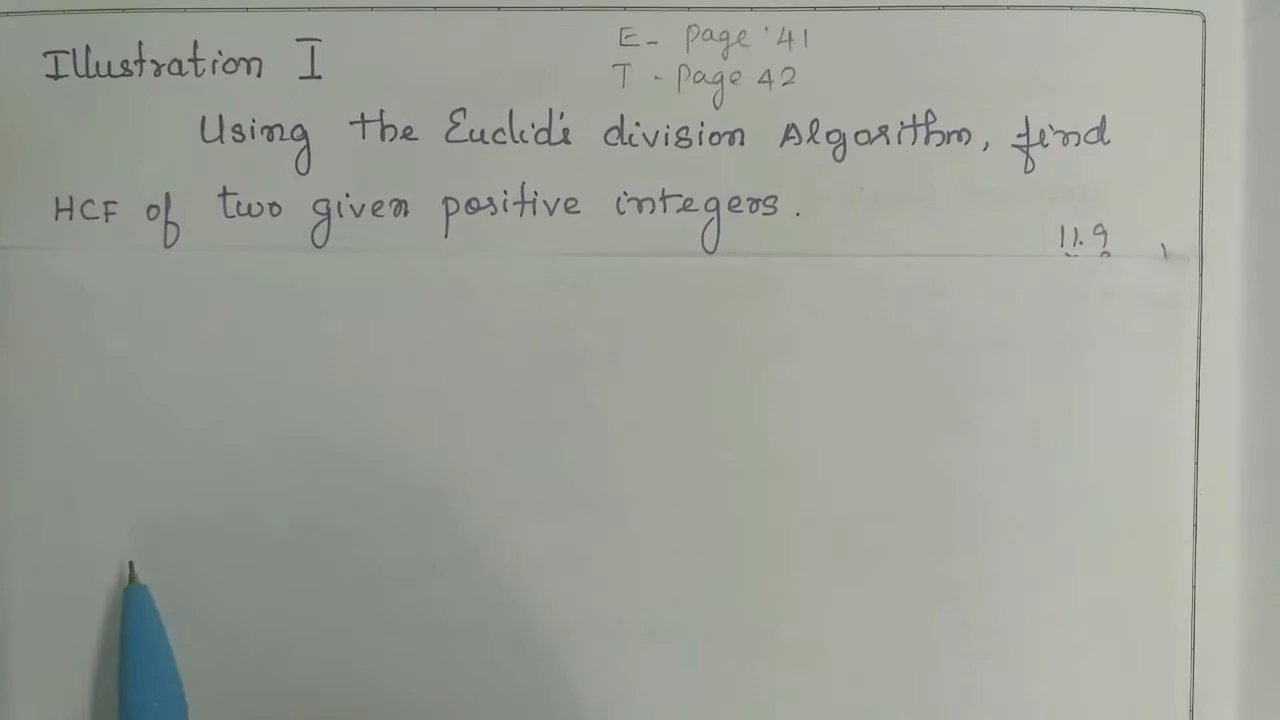 Illustration I
E- Page 41
T - Page 42
Using the Euclid's division Algorithm, find
HCF of two given positive integers.